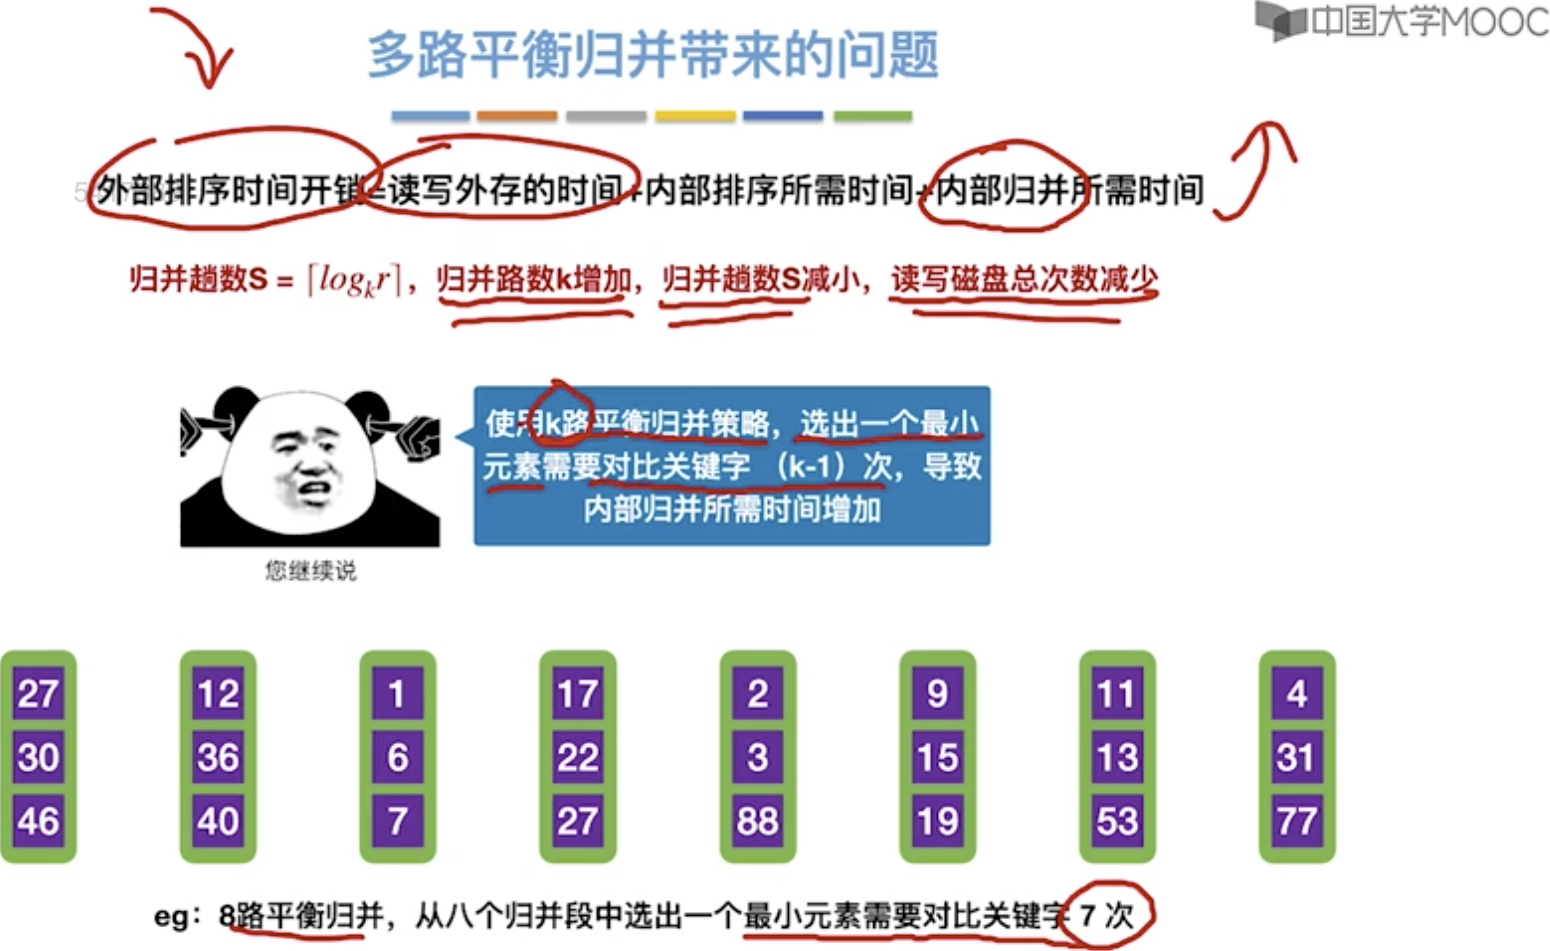 中国大学MOOC
多路平衡归并带来的问题
外部排序时间开销=读写外存的时间+内部排序所需时间+内部归并所需时间
归并趟数S = ⌈logₖr⌉，归并路数k增加，归并趟数S减小，读写磁盘总次数减少
使用k路平衡归并策略，选出一个最小
元素需要对比关键字 （k-1）次，导致
内部归并所需时间增加
您继续说
27 12 1 17 2 9 11 4
30 36 6 22 3 15 13 31
46 40 7 27 88 19 53 77
eg：8路平衡归并，从八个归并段中选出一个最小元素需要对比关键字 7 次